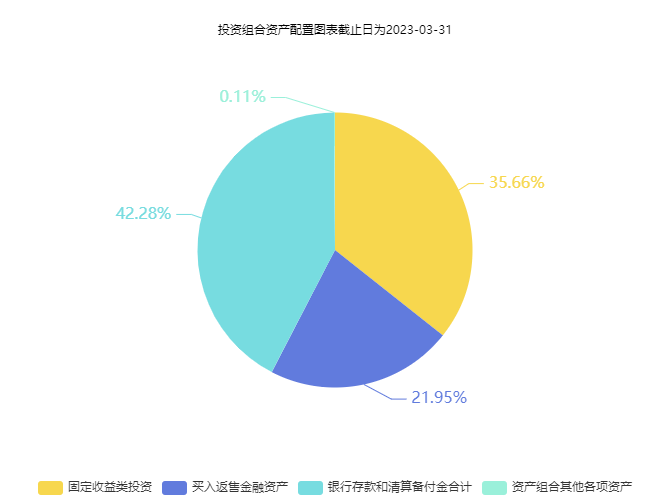 投资组合资产配置图表截止日为2023-03-31
0.11%
35.66%
42.28%
21.95%
固定收益类投资 买入返售金融资产 银行存款和清算备付金合计 资产组合其他各项资产